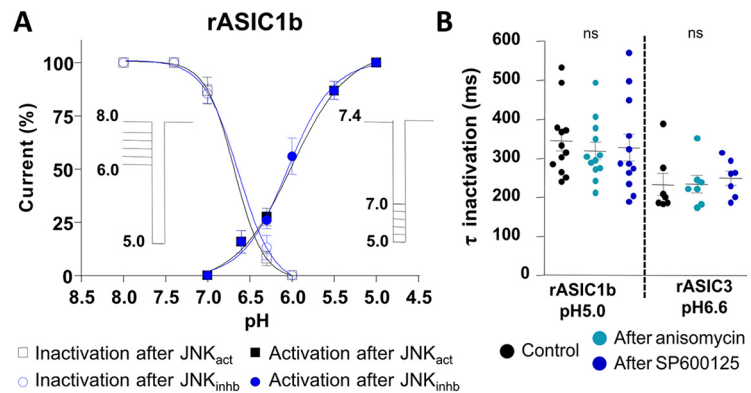 A
rASIC1b
Current (%)
100
75
50
25
0
8.0
6.0
5.0
7.4
7.0
5.0
8.5 8.0 7.5 7.0 6.5 6.0 5.5 5.0 4.5
pH
Inactivation after JNKact
Activation after JNKact
Inactivation after JNKinhb
Activation after JNKinhb
B
ns ns
τ inactivation (ms)
600
500
400
300
200
100
0
rASIC1b rASIC3
pH5.0 pH6.6
Control
After anisomycin
After SP600125